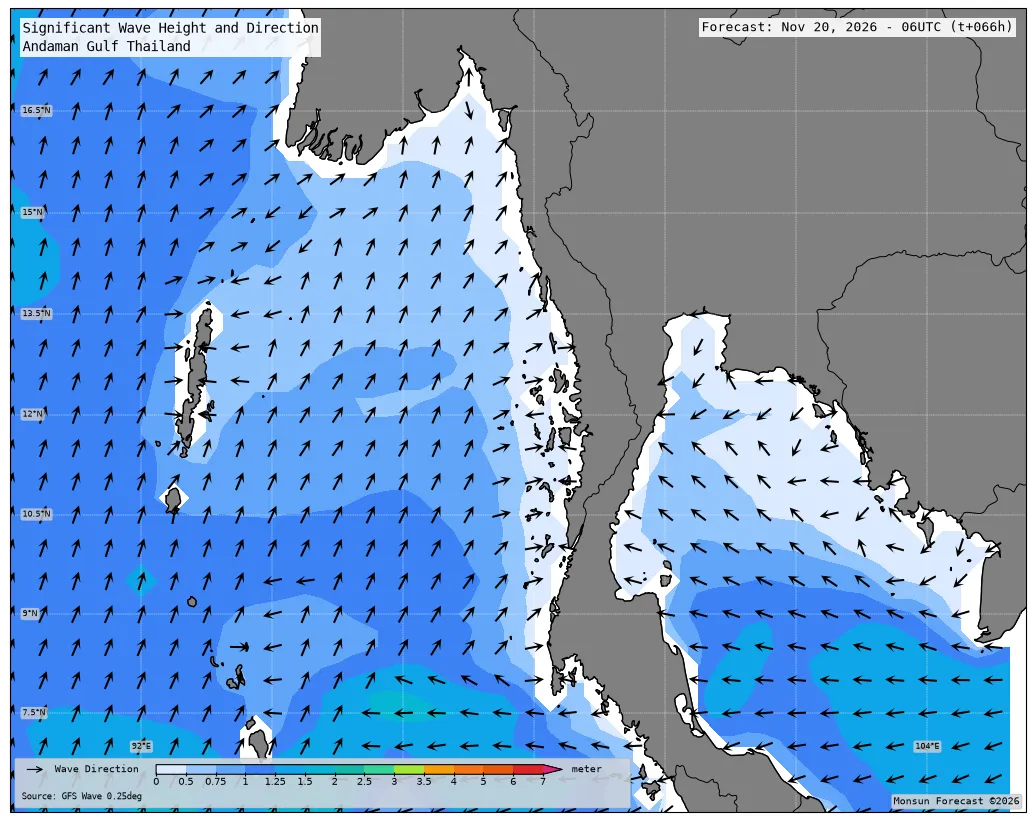 Significant Wave Height and Direction
Andaman Gulf Thailand
Forecast: Nov 20, 2026 - 06UTC (t+066h)
16.5°N
15°N
13.5°N
12°N
10.5°N
9°N
7.5°N
92°E
104°E
Wave Direction
meter
0.5 0.75 1 1.25 1.5 2 2.5 3 3.5 4 5 6 7
Source: GFS Wave 0.25deg
Monsun Forecast ©2026